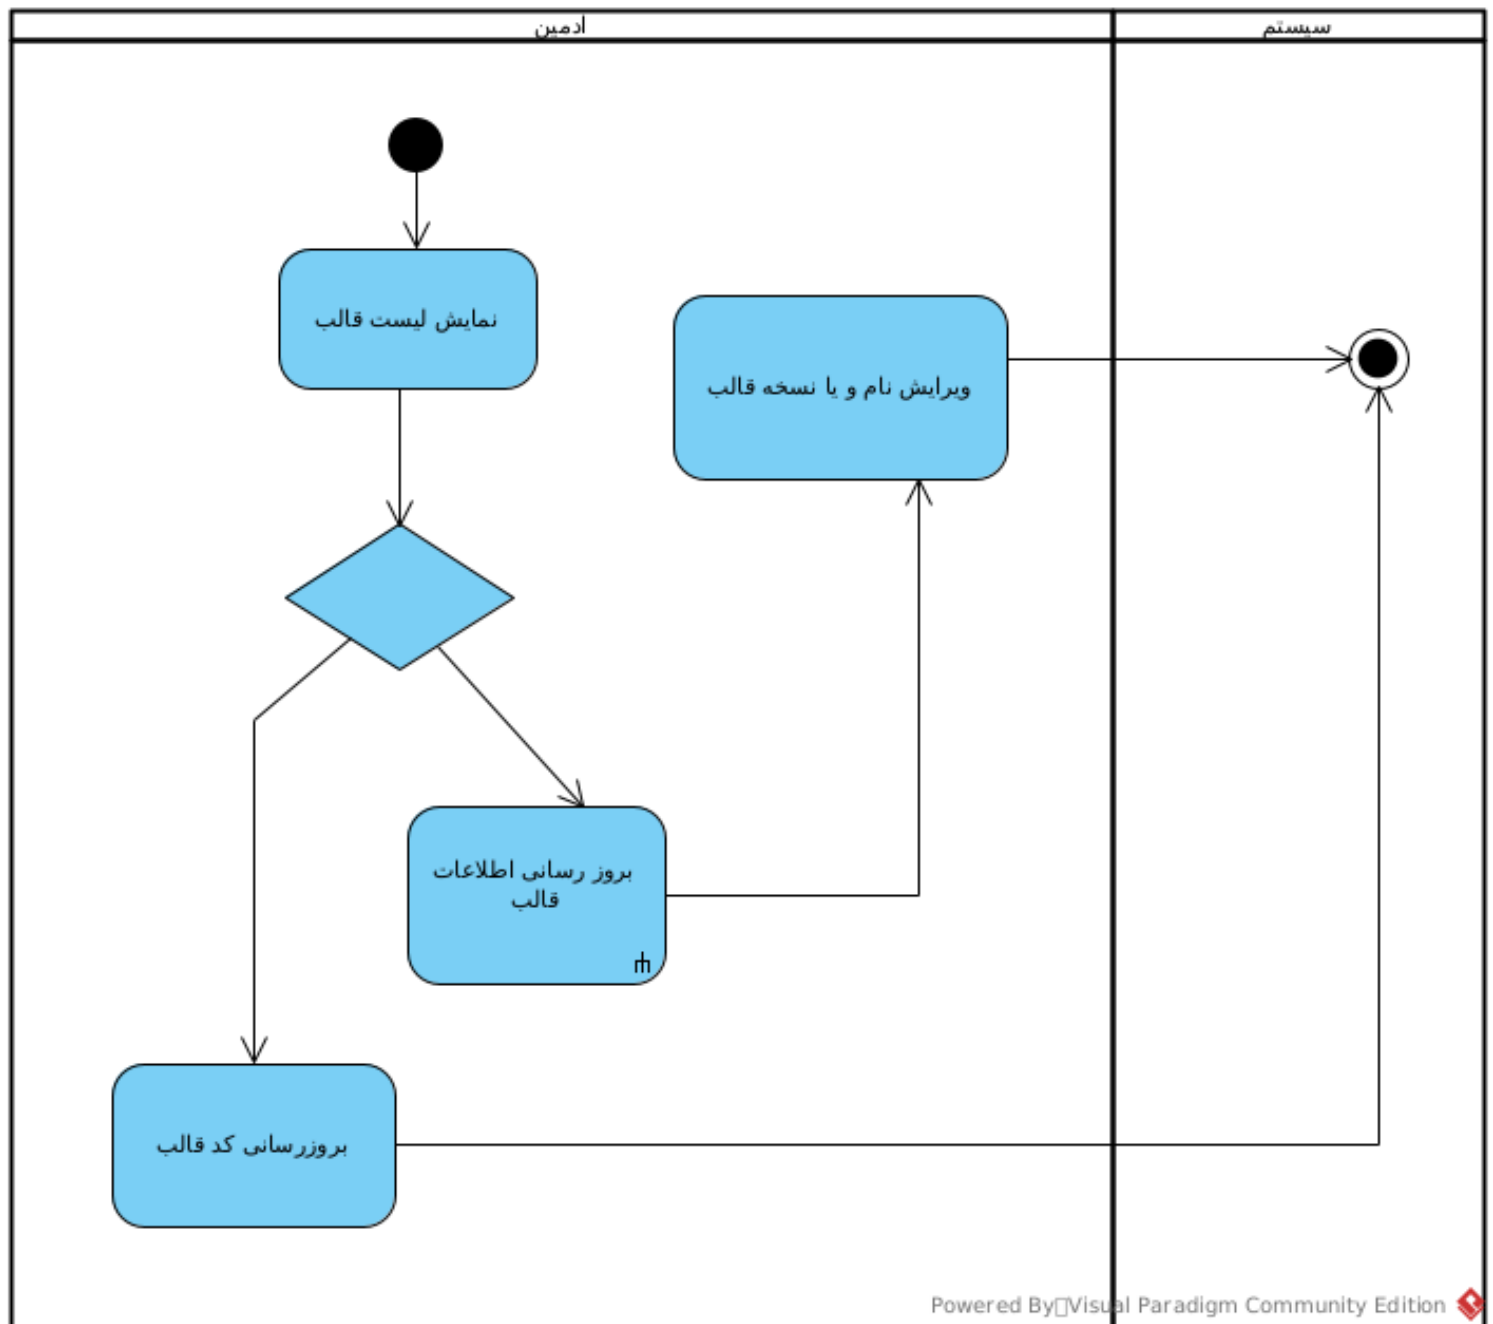 ادمین
سیستم
نمایش لیست قالب
ویرایش نام و یا نسخه قالب
بروز رسانی اطلاعات
قالب
بروزرسانی کد قالب
Powered By Visual Paradigm Community Edition